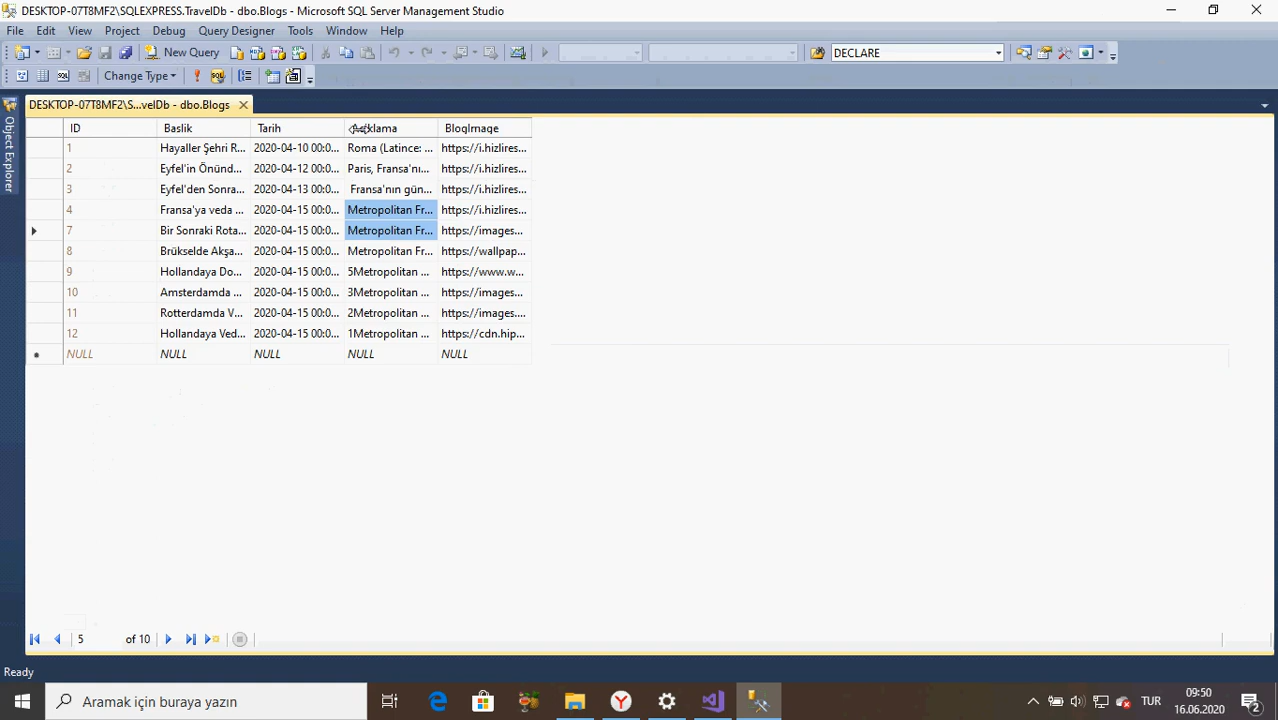 DESKTOP-07T8MF2\SQLEXPRESS.TravelDb - dbo.Blogs - Microsoft SQL Server Management Studio
File Edit View Project Debug Query Designer Tools Window Help
New Query DECLARE
Change Type
DESKTOP-07T8MF2\S...velDb - dbo.Blogs
Object Explorer
ID Baslik Tarih klama BlogImage
1 Hayaller Şehri R... 2020-04-10 00:0... Roma (Latince: ... https://i.hizlires...
2 Eyfel'in Önünd... 2020-04-12 00:0... Paris, Fransa'nı... https://i.hizlires...
3 Eyfel'den Sonra... 2020-04-13 00:0... Fransa'nın gün... https://i.hizlires...
4 Fransa'ya veda ... 2020-04-15 00:0... Metropolitan Fr... https://i.hizlires...
7 Bir Sonraki Rota... 2020-04-15 00:0... Metropolitan Fr... https://images...
8 Brükselde Akşa... 2020-04-15 00:0... Metropolitan Fr... https://wallpap...
9 Hollandaya Do... 2020-04-15 00:0... 5Metropolitan ... https://www.w...
10 Amsterdamda ... 2020-04-15 00:0... 3Metropolitan ... https://images...
11 Rotterdamda V... 2020-04-15 00:0... 2Metropolitan ... https://images...
12 Hollandaya Ved... 2020-04-15 00:0... 1Metropolitan ... https://cdn.hip...
NULL NULL NULL NULL NULL
5 of 10
Ready
Aramak için buraya yazın
TUR
09:50
16.06.2020
2